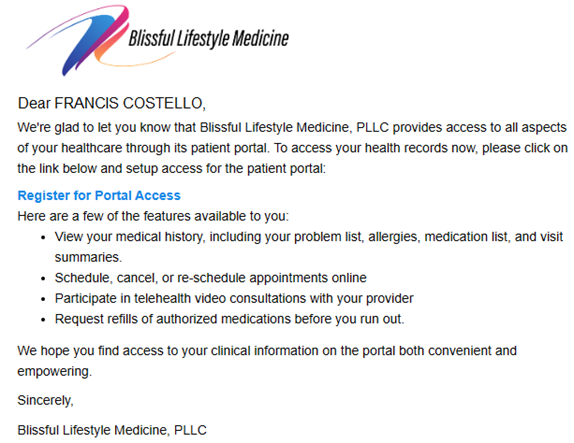 Blissful Lifestyle Medicine
Dear FRANCIS COSTELLO,
We're glad to let you know that Blissful Lifestyle Medicine, PLLC provides access to all aspects
of your healthcare through its patient portal. To access your health records now, please click on
the link below and setup access for the patient portal:
Register for Portal Access
Here are a few of the features available to you:
• View your medical history, including your problem list, allergies, medication list, and visit
summaries.
• Schedule, cancel, or re-schedule appointments online
• Participate in telehealth video consultations with your provider
• Request refills of authorized medications before you run out.
We hope you find access to your clinical information on the portal both convenient and
empowering.
Sincerely,
Blissful Lifestyle Medicine, PLLC